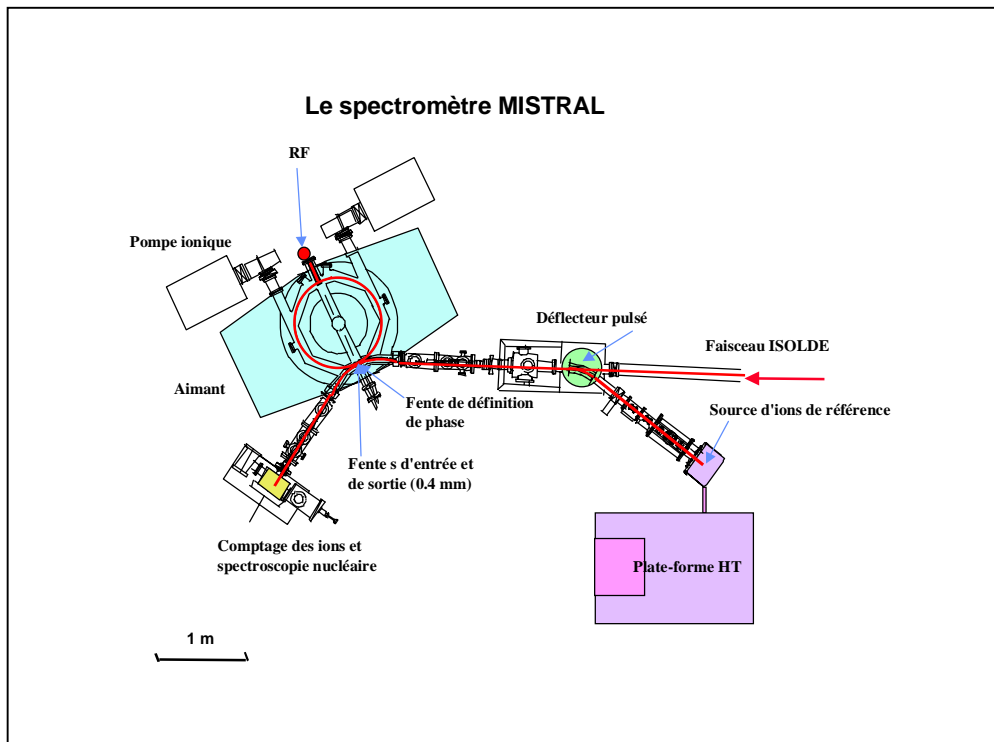 Le spectromètre MISTRAL
RF
Pompe ionique
Déflecteur pulsé
Faisceau ISOLDE
Aimant
Fente de définition
de phase
Source d'ions de référence
Fente s d'entrée et
de sortie (0.4 mm)
Comptage des ions et
spectroscopie nucléaire
Plate-forme HT
1 m